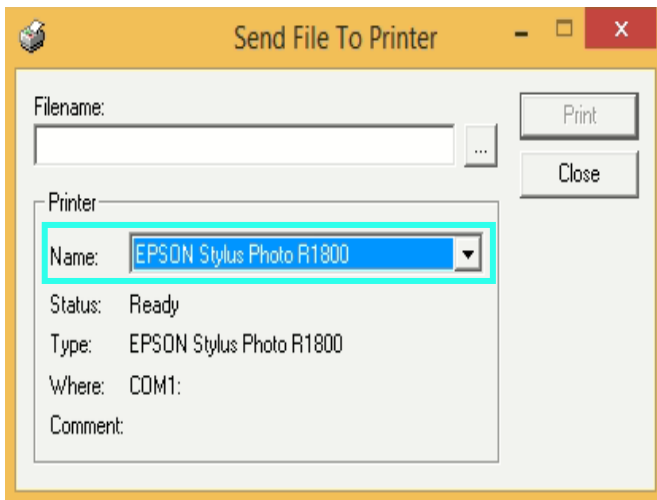 Send File To Printer
Filename:
Print
...
Close
Printer
Name: EPSON Stylus Photo R1800
Status: Ready
Type: EPSON Stylus Photo R1800
Where: COM1:
Comment: